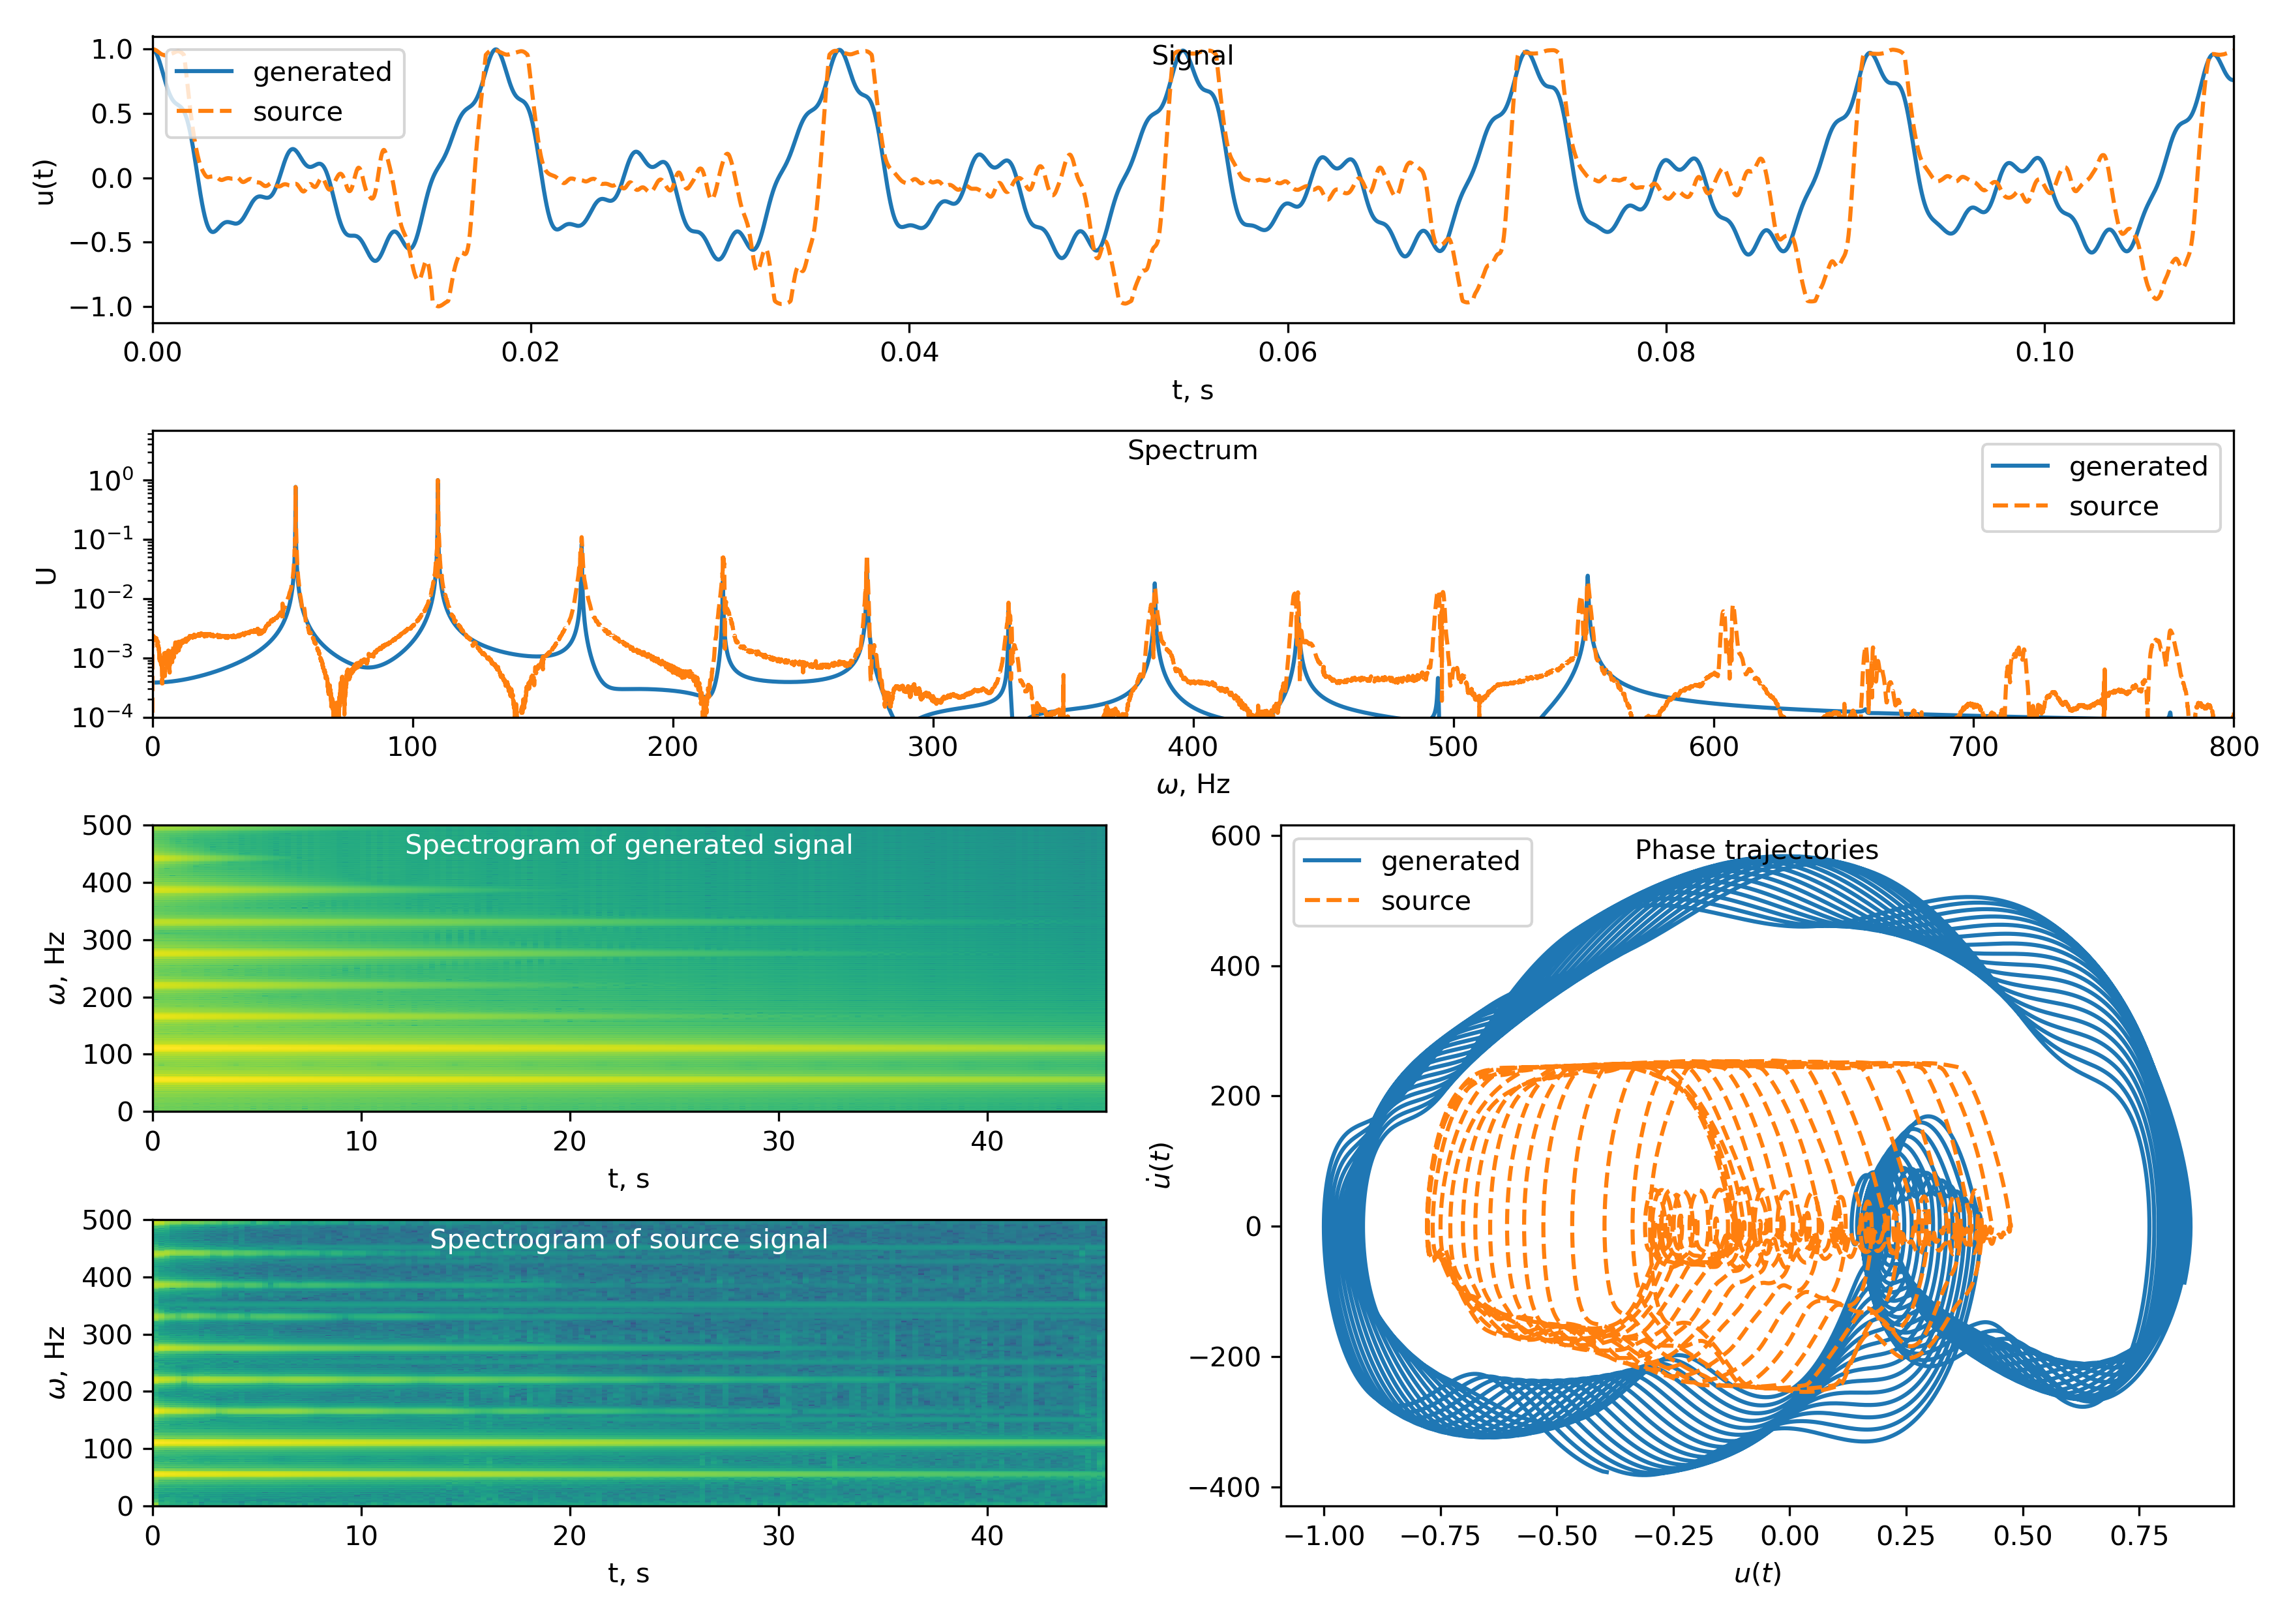 Signal
generated
source
u(t)
1.0
0.5
0.0
−0.5
−1.0
0.00 0.02 0.04 0.06 0.08 0.10
t, s
Spectrum
generated
source
U
10⁰
10⁻¹
10⁻²
10⁻³
10⁻⁴
0 100 200 300 400 500 600 700 800
ω, Hz
Spectrogram of generated signal
ω, Hz
500
400
300
200
100
0
0 10 20 30 40
t, s
Spectrogram of source signal
ω, Hz
500
400
300
200
100
0
0 10 20 30 40
t, s
Phase trajectories
generated
source
u̇(t)
600
400
200
0
−200
−400
−1.00 −0.75 −0.50 −0.25 0.00 0.25 0.50 0.75
u(t)